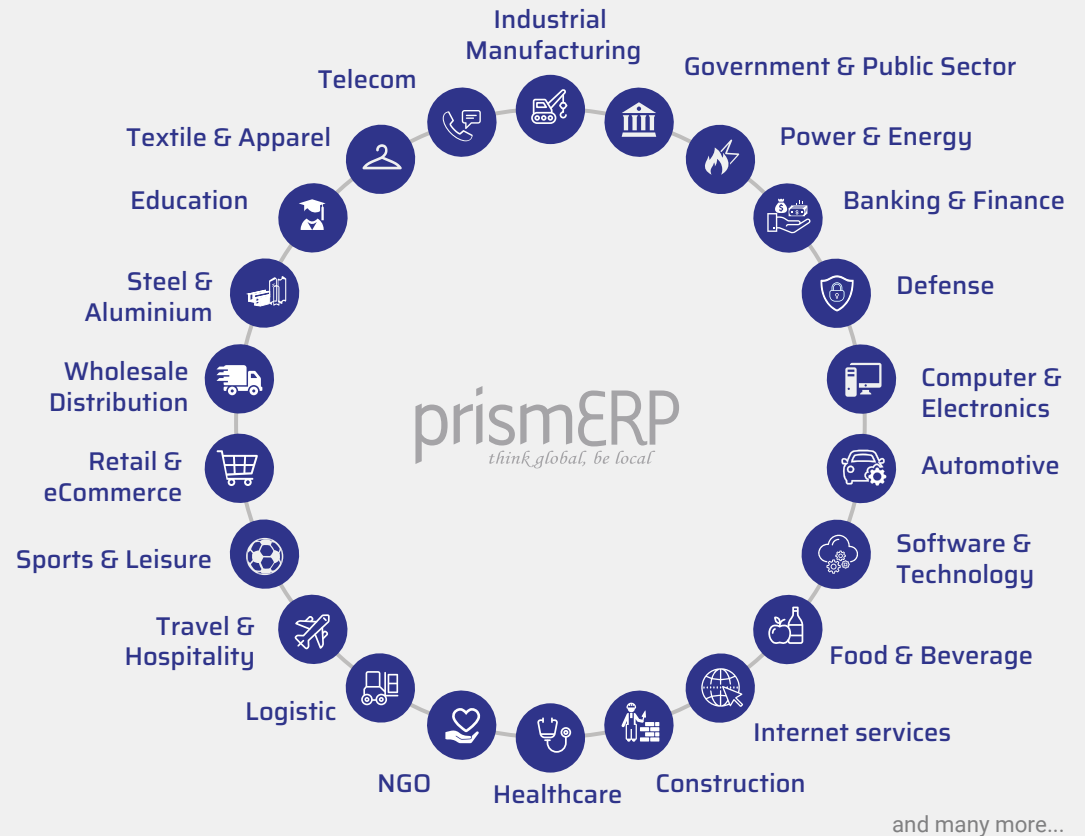 Industrial
Manufacturing
Government & Public Sector
Power & Energy
Banking & Finance
Defense
Computer &
Electronics
Automotive
Software &
Technology
Food & Beverage
Internet services
Construction
Healthcare
NGO
Logistic
Travel &
Hospitality
Sports & Leisure
Retail &
eCommerce
Wholesale
Distribution
Steel &
Aluminium
Education
Textile & Apparel
Telecom
prismERP
think global, be local
and many more...